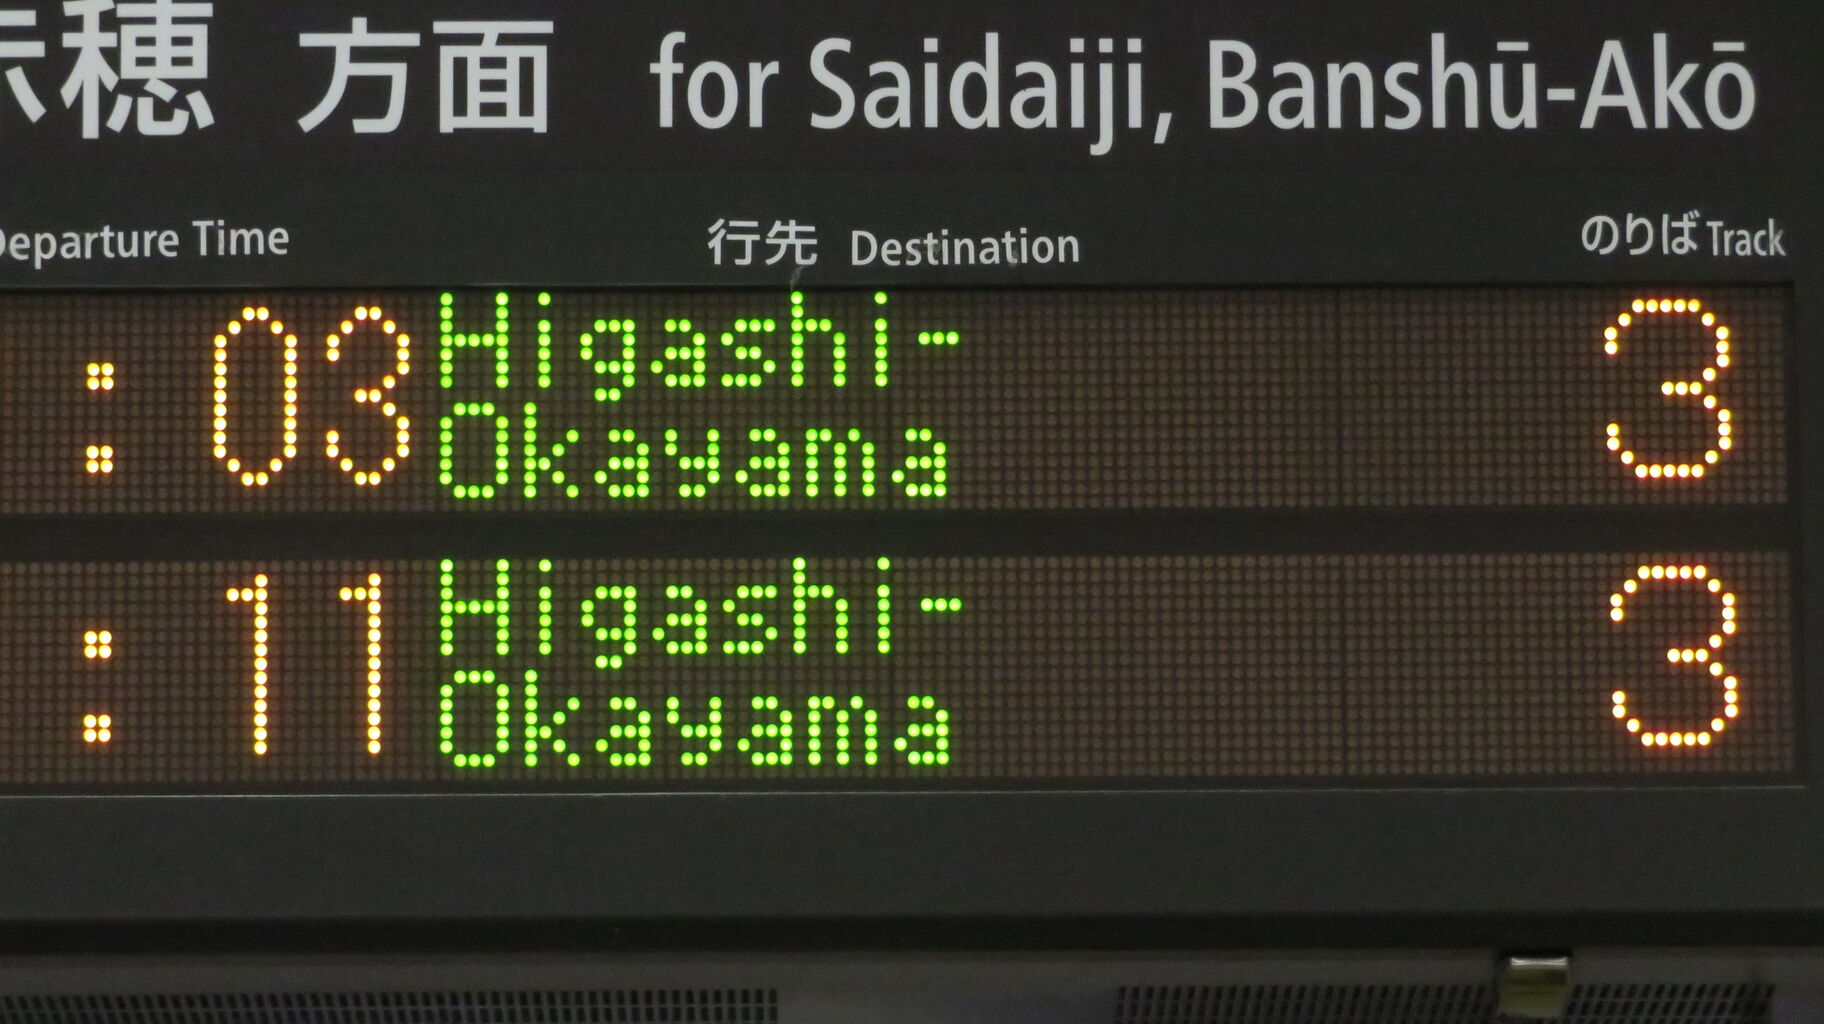 赤穂 方面 for Saidaiji, Banshū-Akō
Departure Time 行先 Destination のりば Track
:03 Higashi-
Okayama 3
:11 Higashi-
Okayama 3